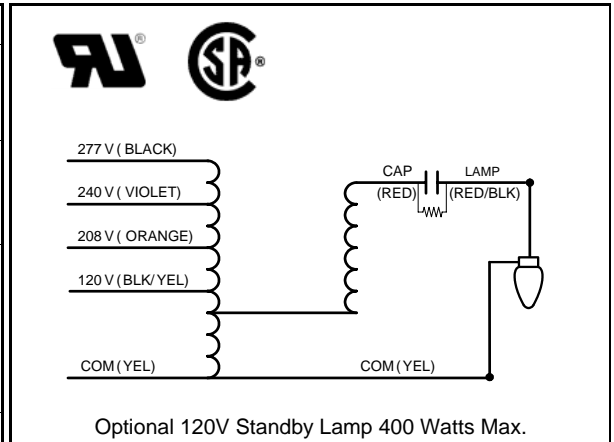 277 V ( BLACK)
240 V ( VIOLET)
208 V ( ORANGE)
120 V (BLK/YEL)
COM (YEL)
CAP
(RED)
LAMP
(RED/BLK)
COM (YEL)
Optional 120V Standby Lamp 400 Watts Max.